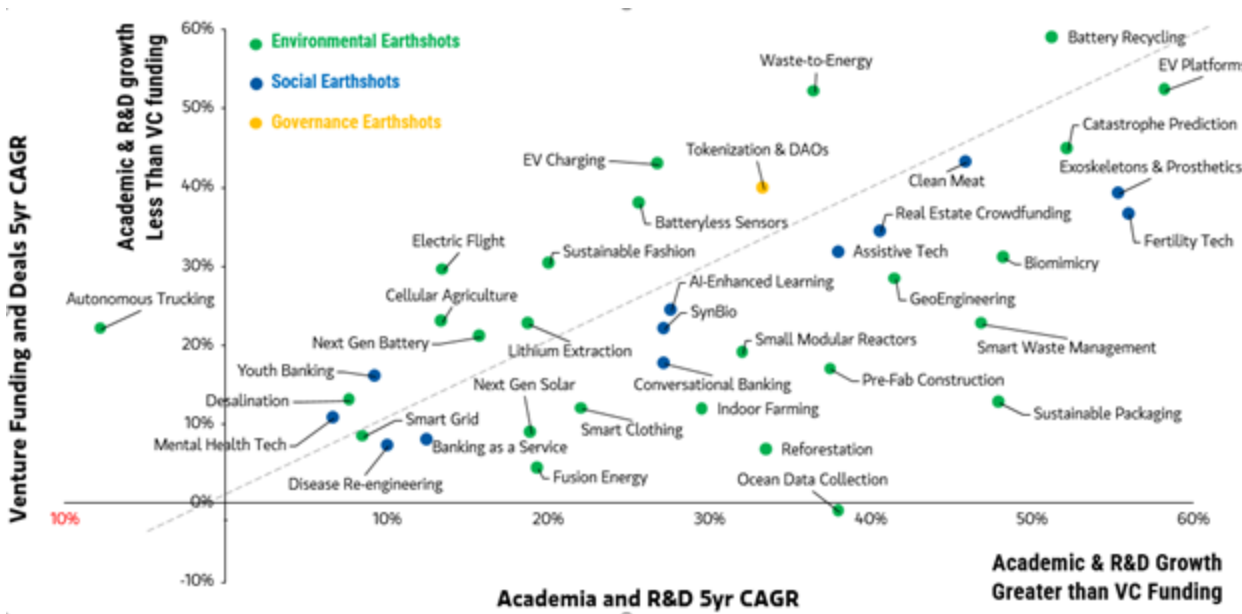 Venture Funding and Deals 5yr CAGR
Academic & R&D growth
Less Than VC funding
Environmental Earthshots
Social Earthshots
Governance Earthshots
60%
50%
40%
30%
20%
10%
0%
-10%
Battery Recycling
Waste-to-Energy
EV Platforms
Catastrophe Prediction
Tokenization & DAOs
EV Charging
Exoskeletons & Prosthetics
Clean Meat
Real Estate Crowdfunding
Batteryless Sensors
Fertility Tech
Electric Flight
Sustainable Fashion
Assistive Tech
Biomimicry
AI-Enhanced Learning
Autonomous Trucking
Cellular Agriculture
GeoEngineering
SynBio
Next Gen Battery
Lithium Extraction
Small Modular Reactors
Smart Waste Management
Youth Banking
Next Gen Solar
Conversational Banking
Pre-Fab Construction
Desalination
Smart Grid
Indoor Farming
Sustainable Packaging
Smart Clothing
Mental Health Tech
Banking as a Service
Reforestation
Disease Re-engineering
Fusion Energy
Ocean Data Collection
10%
10%
20%
30%
40%
50%
60%
Academic & R&D Growth
Greater than VC Funding
Academia and R&D 5yr CAGR